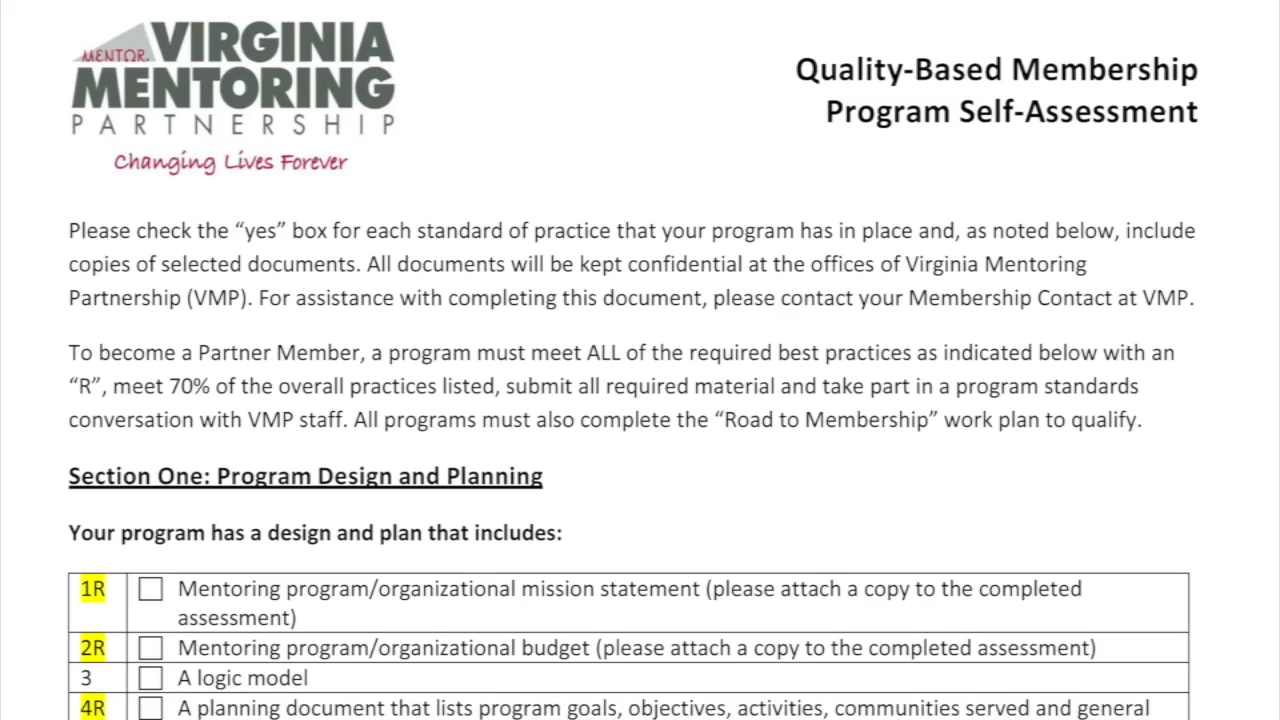 MENTOR. VIRGINIA
MENTORING
PARTNERSHIP
Changing Lives Forever
Quality-Based Membership
Program Self-Assessment
Please check the “yes” box for each standard of practice that your program has in place and, as noted below, include
copies of selected documents. All documents will be kept confidential at the offices of Virginia Mentoring
Partnership (VMP). For assistance with completing this document, please contact your Membership Contact at VMP.
To become a Partner Member, a program must meet ALL of the required best practices as indicated below with an
“R”, meet 70% of the overall practices listed, submit all required material and take part in a program standards
conversation with VMP staff. All programs must also complete the “Road to Membership” work plan to qualify.
Section One: Program Design and Planning
Your program has a design and plan that includes:
1R Mentoring program/organizational mission statement (please attach a copy to the completed
assessment)
2R Mentoring program/organizational budget (please attach a copy to the completed assessment)
3 A logic model
4R A planning document that lists program goals, objectives, activities, communities served and general